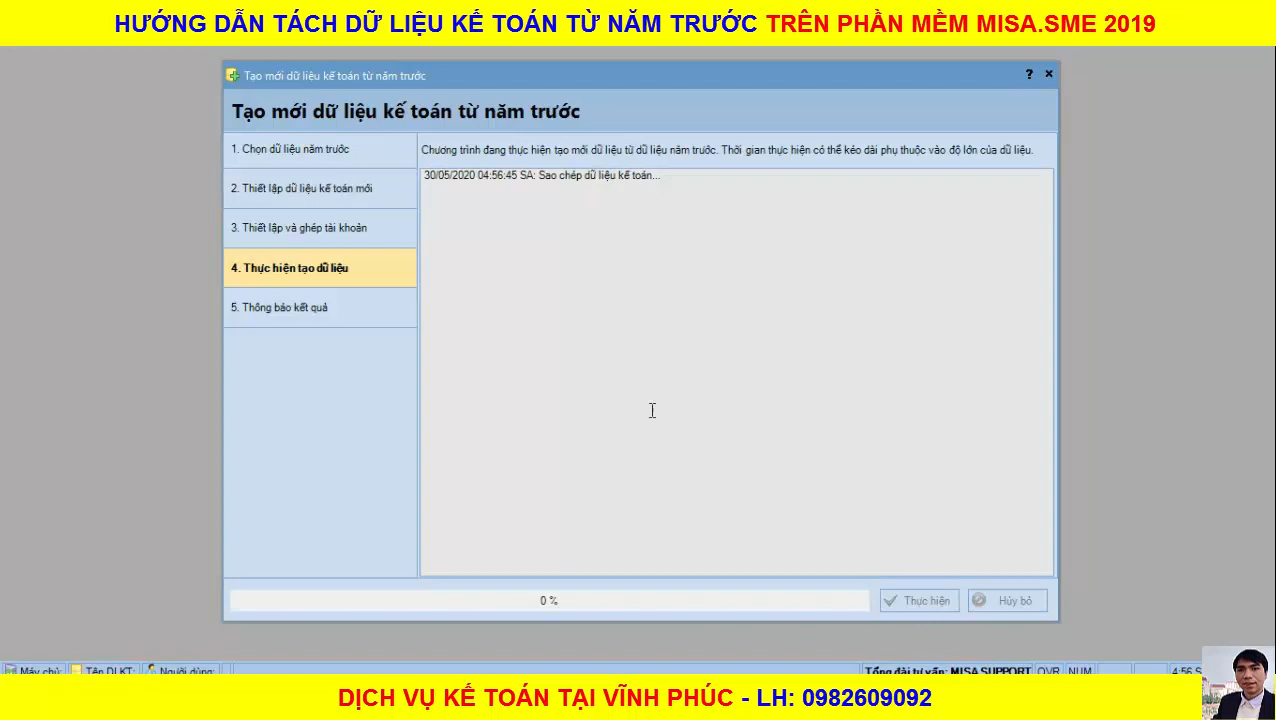 HƯỚNG DẪN TÁCH DỮ LIỆU KẾ TOÁN TỪ NĂM TRƯỚC TRÊN PHẦN MỀM MISA.SME 2019
Tạo mới dữ liệu kế toán từ năm trước
? ×
Tạo mới dữ liệu kế toán từ năm trước
1. Chọn dữ liệu năm trước
2. Thiết lập dữ liệu kế toán mới
3. Thiết lập và ghép tài khoản
4. Thực hiện tạo dữ liệu
5. Thông báo kết quả
Chương trình đang thực hiện tạo mới dữ liệu từ dữ liệu năm trước. Thời gian thực hiện có thể kéo dài phụ thuộc vào độ lớn của dữ liệu.
30/05/2020 04:56:45 SA: Sao chép dữ liệu kế toán...
0 %
Thực hiện
Hủy bỏ
Máy chủ: Tên DLKT: Người dùng: Tổng đài tư vấn: MISA SUPPORT OVR NUM 4:56 S
DỊCH VỤ KẾ TOÁN TẠI VĨNH PHÚC - LH: 0982609092